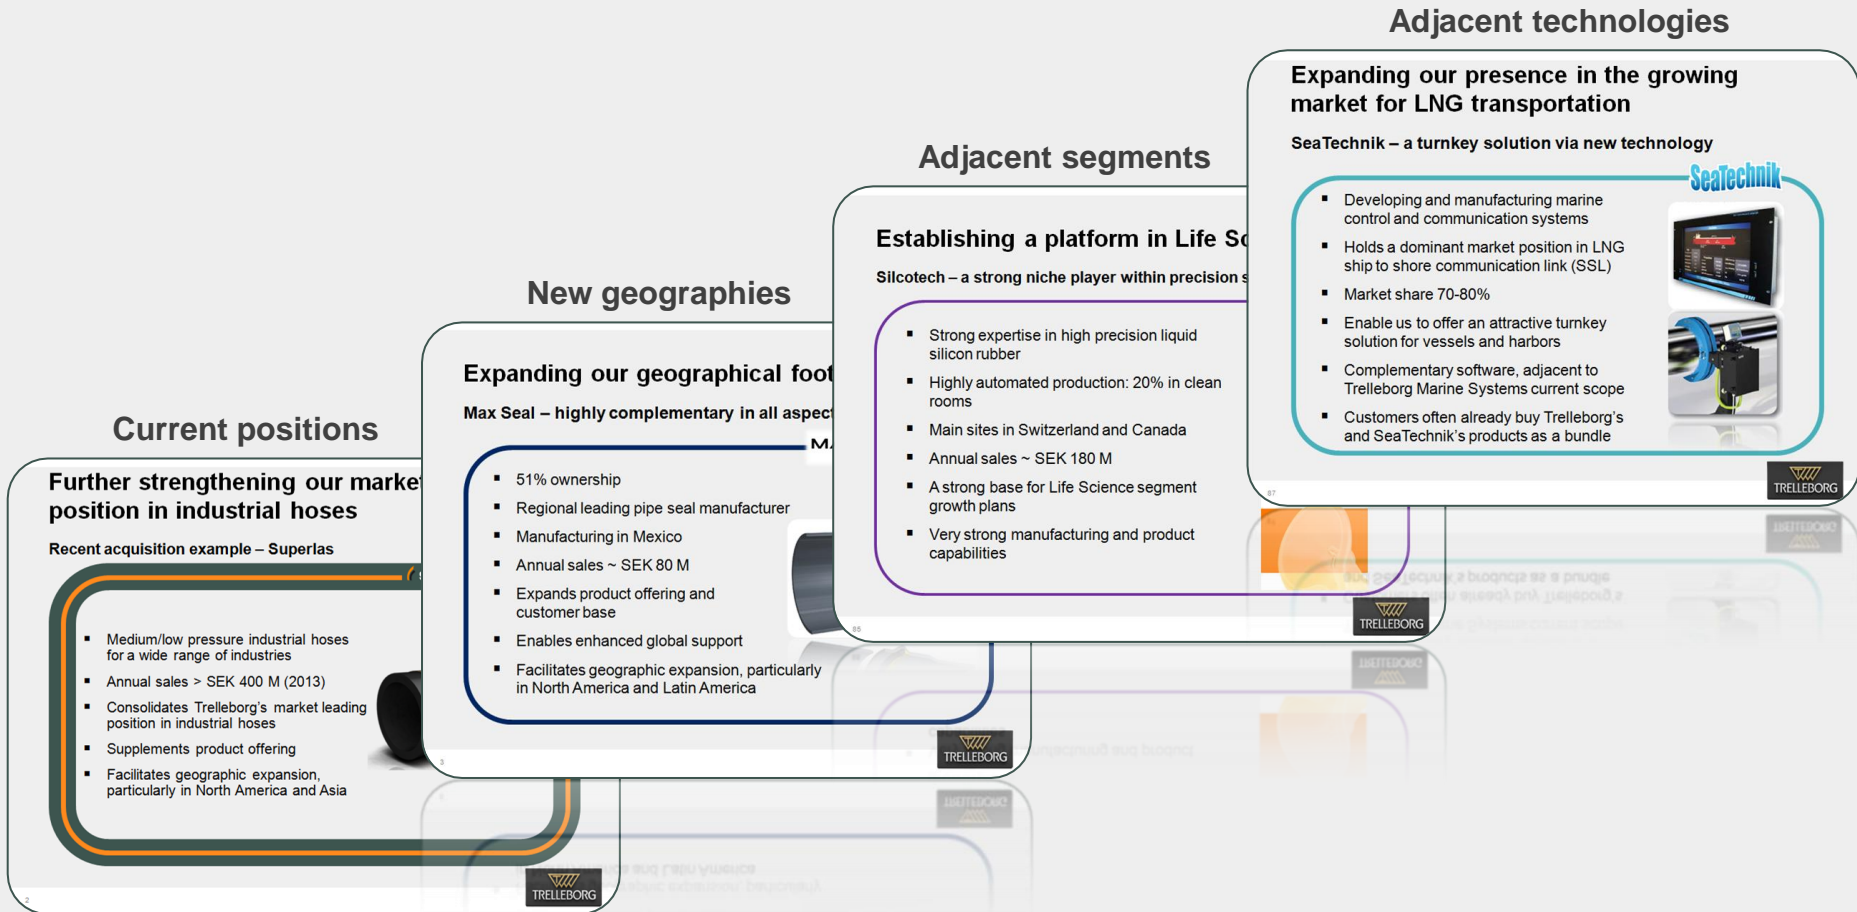 Current positions
Further strengthening our marke
position in industrial hoses
Recent acquisition example – Superlas
Medium/low pressure industrial hoses
for a wide range of industries
Annual sales > SEK 400 M (2013)
Consolidates Trelleborg's market leading
position in industrial hoses
Supplements product offering
Facilitates geographic expansion,
particularly in North America and Asia
TRELLEBORG
2
New geographies
Expanding our geographical foot
Max Seal – highly complementary in all aspect
51% ownership
Regional leading pipe seal manufacturer
Manufacturing in Mexico
Annual sales ~ SEK 80 M
Expands product offering and
customer base
Enables enhanced global support
Facilitates geographic expansion, particularly
in North America and Latin America
TRELLEBORG
3
Adjacent segments
Establishing a platform in Life Sc
Silcotech – a strong niche player within precision s
Strong expertise in high precision liquid
silicon rubber
Highly automated production: 20% in clean
rooms
Main sites in Switzerland and Canada
Annual sales ~ SEK 180 M
A strong base for Life Science segment
growth plans
Very strong manufacturing and product
capabilities
TRELLEBORG
Adjacent technologies
Expanding our presence in the growing
market for LNG transportation
SeaTechnik – a turnkey solution via new technology
SeaTechnik
Developing and manufacturing marine
control and communication systems
Holds a dominant market position in LNG
ship to shore communication link (SSL)
Market share 70-80%
Enable us to offer an attractive turnkey
solution for vessels and harbors
Complementary software, adjacent to
Trelleborg Marine Systems current scope
Customers often already buy Trelleborg's
and SeaTechnik's products as a bundle
TRELLEBORG